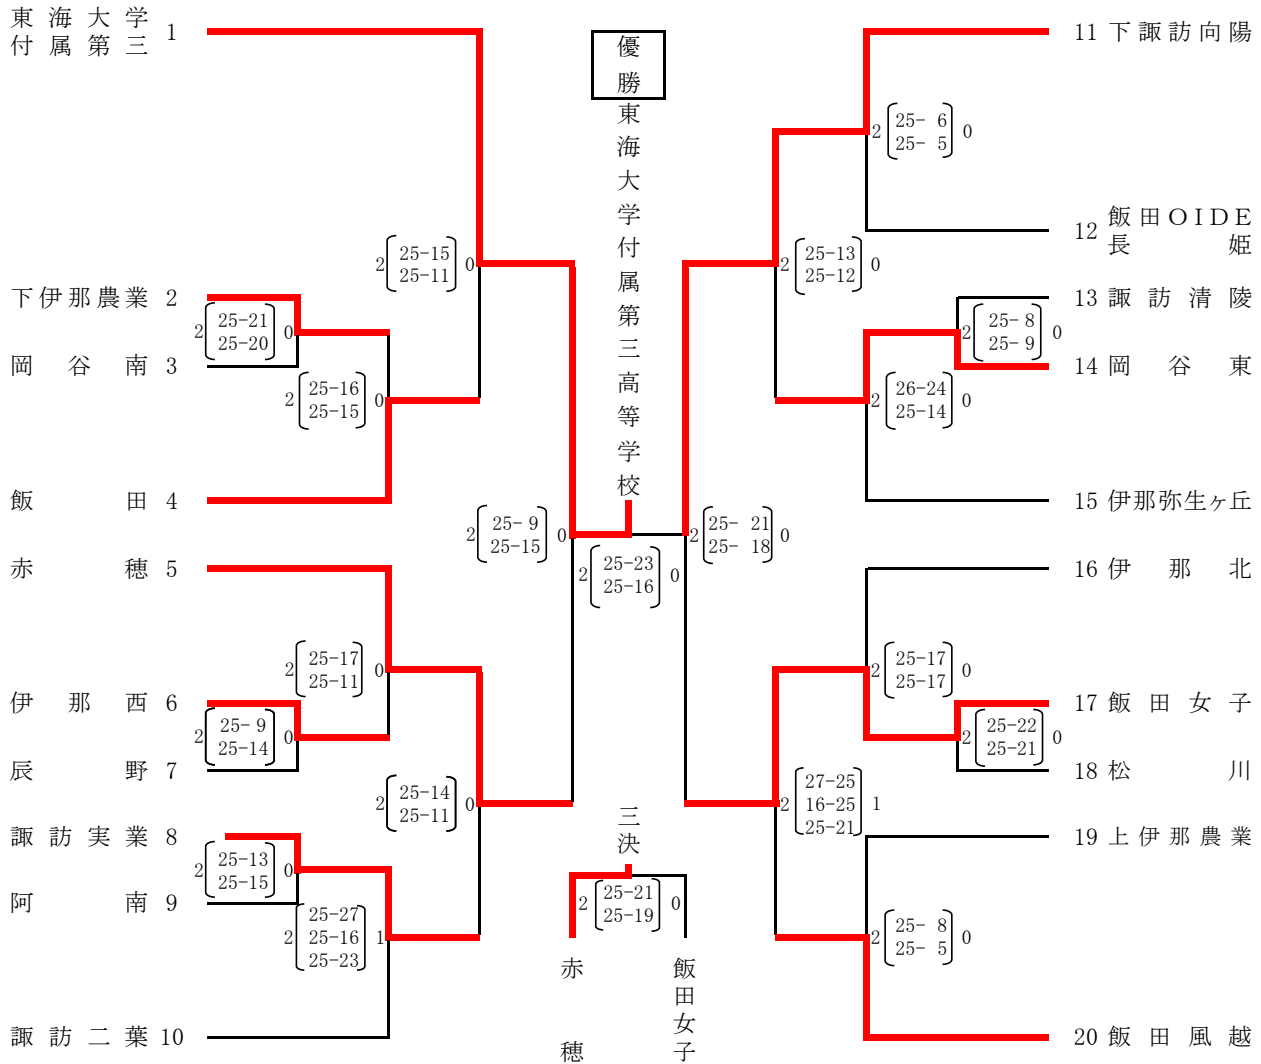 東海大学
付属第三 1
下伊那農業 2
岡谷南 3
飯田 4
赤穂 5
伊那西 6
辰野 7
諏訪実業 8
阿南 9
諏訪二葉 10
2 25-15 0
25-11
2 25-21 0
25-20
2 25-16 0
25-15
2 25-9 0
25-15
2 25-17 0
25-11
2 25-9 0
25-14
2 25-14 0
25-11
2 25-13 0
25-15
2 25-27 1
25-16
25-23
優勝
東海大学付属第三高等学校
2 25-23 0
25-16
三決
2 25-21 0
25-19
赤穂
飯田女子
2 25-6 0
25-5
2 25-13 0
25-12
2 25-8 0
25-9
2 26-24 0
25-14
2 25-21 0
25-18
2 25-17 0
25-17
2 25-22 0
25-21
2 27-25 1
16-25
25-21
2 25-8 0
25-5
11 下諏訪向陽
12 飯田OIDE
長姫
13 諏訪清陵
14 岡谷東
15 伊那弥生ヶ丘
16 伊那北
17 飯田女子
18 松川
19 上伊那農業
20 飯田風越